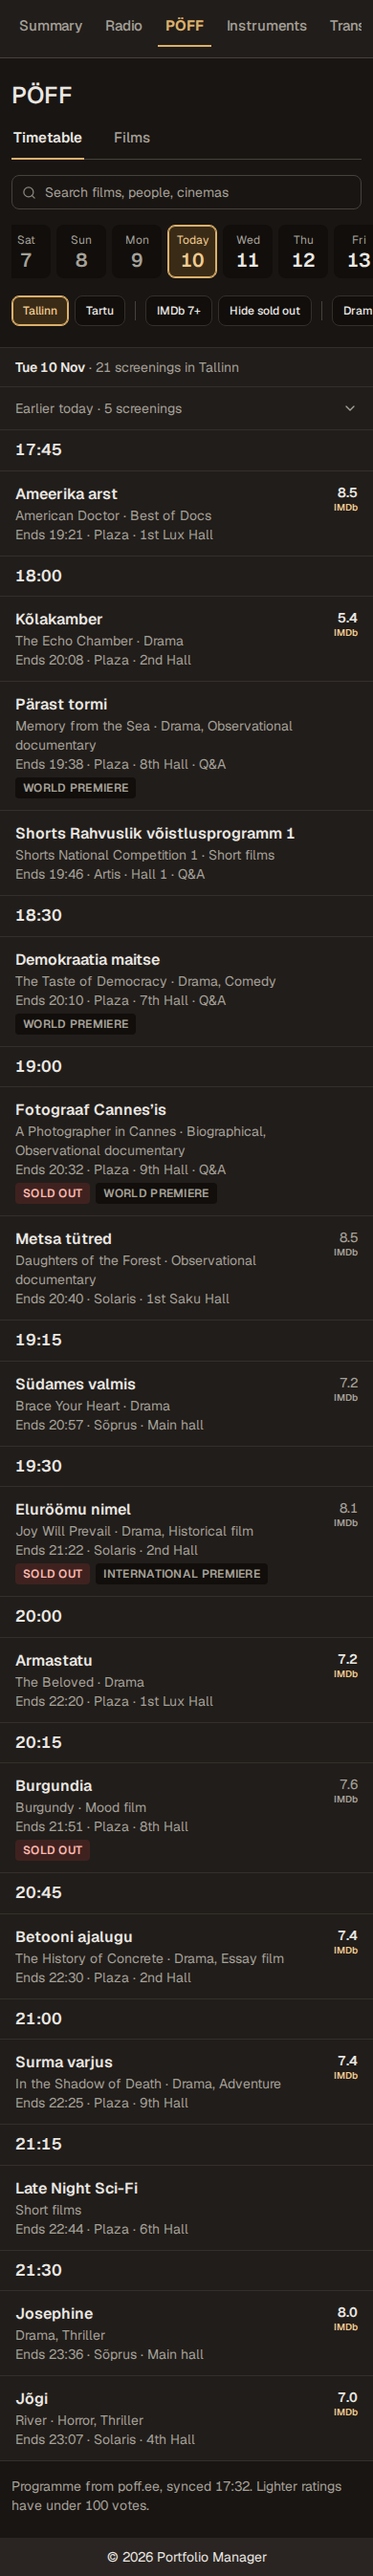 Summary Radio PÖFF Instruments Trans
PÖFF
Timetable Films
Search films, people, cinemas
Sat Sun Mon Today Wed Thu Fri
7 8 9 10 11 12 13
Tallinn Tartu IMDb 7+ Hide sold out Dram
Tue 10 Nov · 21 screenings in Tallinn
Earlier today · 5 screenings
17:45
Ameerika arst 8.5
American Doctor · Best of Docs IMDb
Ends 19:21 · Plaza · 1st Lux Hall
18:00
Kõlakamber 5.4
The Echo Chamber · Drama IMDb
Ends 20:08 · Plaza · 2nd Hall
Pärast tormi
Memory from the Sea · Drama, Observational
documentary
Ends 19:38 · Plaza · 8th Hall · Q&A
WORLD PREMIERE
Shorts Rahvuslik võistlusprogramm 1
Shorts National Competition 1 · Short films
Ends 19:46 · Artis · Hall 1 · Q&A
18:30
Demokraatia maitse
The Taste of Democracy · Drama, Comedy
Ends 20:10 · Plaza · 7th Hall · Q&A
WORLD PREMIERE
19:00
Fotograaf Cannes’is
A Photographer in Cannes · Biographical,
Observational documentary
Ends 20:32 · Plaza · 9th Hall · Q&A
SOLD OUT WORLD PREMIERE
Metsa tütred 8.5
Daughters of the Forest · Observational IMDb
documentary
Ends 20:40 · Solaris · 1st Saku Hall
19:15
Südames valmis 7.2
Brace Your Heart · Drama IMDb
Ends 20:57 · Sõprus · Main hall
19:30
Eluröömu nimel 8.1
Joy Will Prevail · Drama, Historical film IMDb
Ends 21:22 · Solaris · 2nd Hall
SOLD OUT INTERNATIONAL PREMIERE
20:00
Armastatu 7.2
The Beloved · Drama IMDb
Ends 22:20 · Plaza · 1st Lux Hall
20:15
Burgundia 7.6
Burgundy · Mood film IMDb
Ends 21:51 · Plaza · 8th Hall
SOLD OUT
20:45
Betooni ajalugu 7.4
The History of Concrete · Drama, Essay film IMDb
Ends 22:30 · Plaza · 2nd Hall
21:00
Surma varjus 7.4
In the Shadow of Death · Drama, Adventure IMDb
Ends 22:25 · Plaza · 9th Hall
21:15
Late Night Sci-Fi
Short films
Ends 22:44 · Plaza · 6th Hall
21:30
Josephine 8.0
Drama, Thriller IMDb
Ends 23:36 · Sõprus · Main hall
Jõgi 7.0
River · Horror, Thriller IMDb
Ends 23:07 · Solaris · 4th Hall
Programme from poff.ee, synced 17:32. Lighter ratings
have under 100 votes.
© 2026 Portfolio Manager